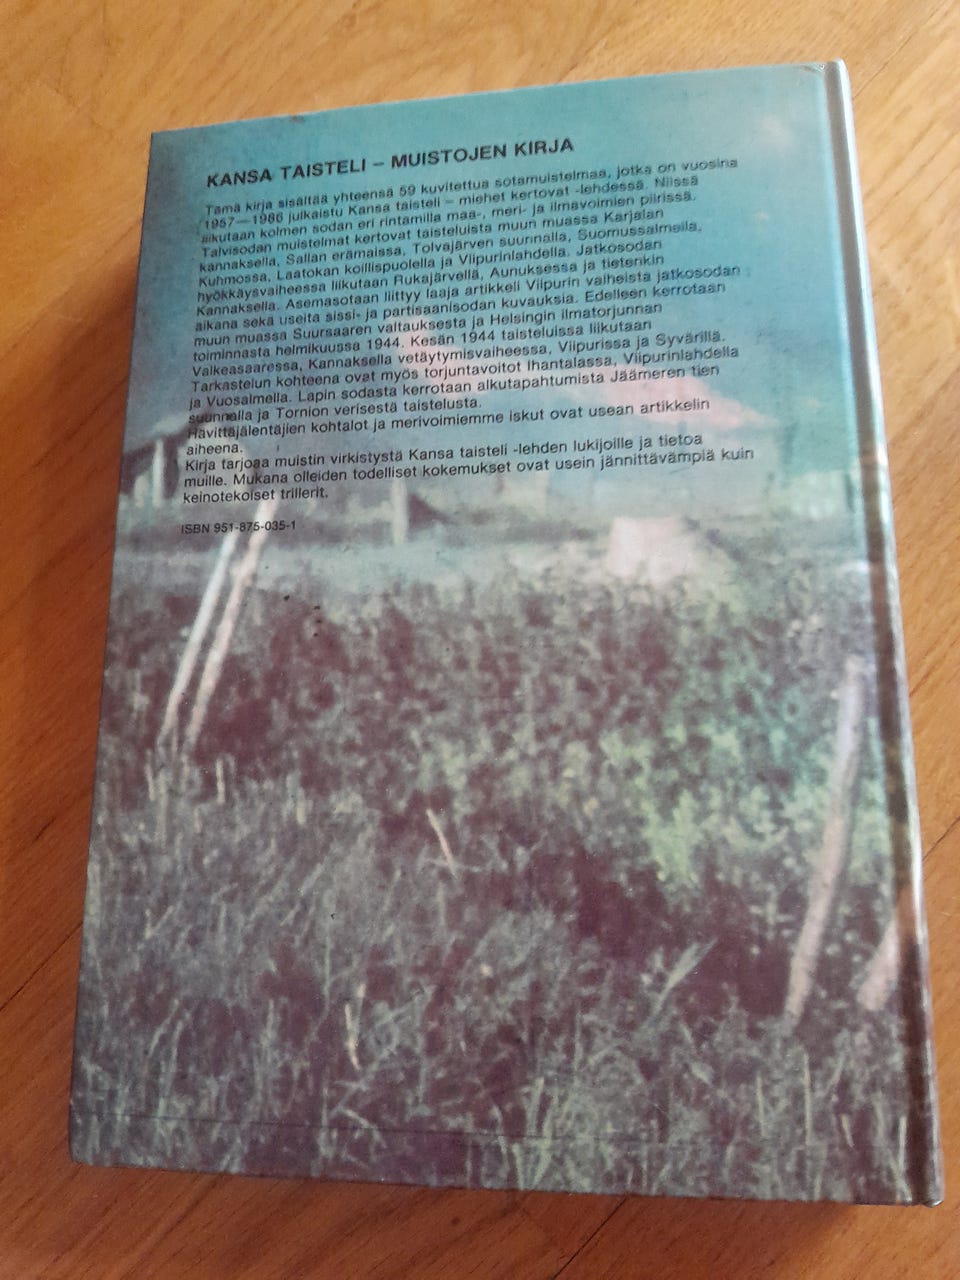 KANSA TAISTELI – MUISTOJEN KIRJA
Tämä kirja sisältää yhteensä 59 kuvitettua sotamuistelmaa, jotka on vuosina
1957—1986 julkaistu Kansa taisteli – miehet kertovat -lehdessä. Niissä
liikutaan kolmen sodan eri rintamilla maa-, meri- ja ilmavoimien piirissä.
Talvisodan muistelmat kertovat taisteluista muun muassa Karjalan
kannaksella, Sallan erämaissa, Tolvajärven suunnalla, Suomussalmella,
Kuhmossa, Laatokan koillispuolella ja Viipurinlahdella. Jatkosodan
hyökkäysvaiheessa liikutaan Rukajärvellä, Aunuksessa ja tietenkin
Kannaksella. Asemasotaan liittyy laaja artikkeli Viipurin vaiheista jatkosodan
aikana sekä useita sissi- ja partisaanisodan kuvauksia. Edelleen kerrotaan
muun muassa Suursaaren valtauksesta ja Helsingin ilmatorjunnan
toiminnasta helmikuussa 1944. Kesän 1944 taisteluissa liikutaan
Valkeasaaressa, Kannaksella vetäytymisvaiheessa, Viipurissa ja Syvärillä.
Tarkastelun kohteena ovat myös torjuntavoitot Ihantalassa, Viipurinlahdella
ja Vuosalmella. Lapin sodasta kerrotaan alkutapahtumista Jäämeren tien
suunnalla ja Tornion verisestä taistelusta.
Hävittäjälentäjien kohtalot ja merivoimiemme iskut ovat usean artikkelin
aiheena.
Kirja tarjoaa muistin virkistystä Kansa taisteli -lehden lukijoille ja tietoa
muille. Mukana olleiden todelliset kokemukset ovat usein jännittävämpiä kuin
keinotekoiset trillerit.
ISBN 951-875-035-1